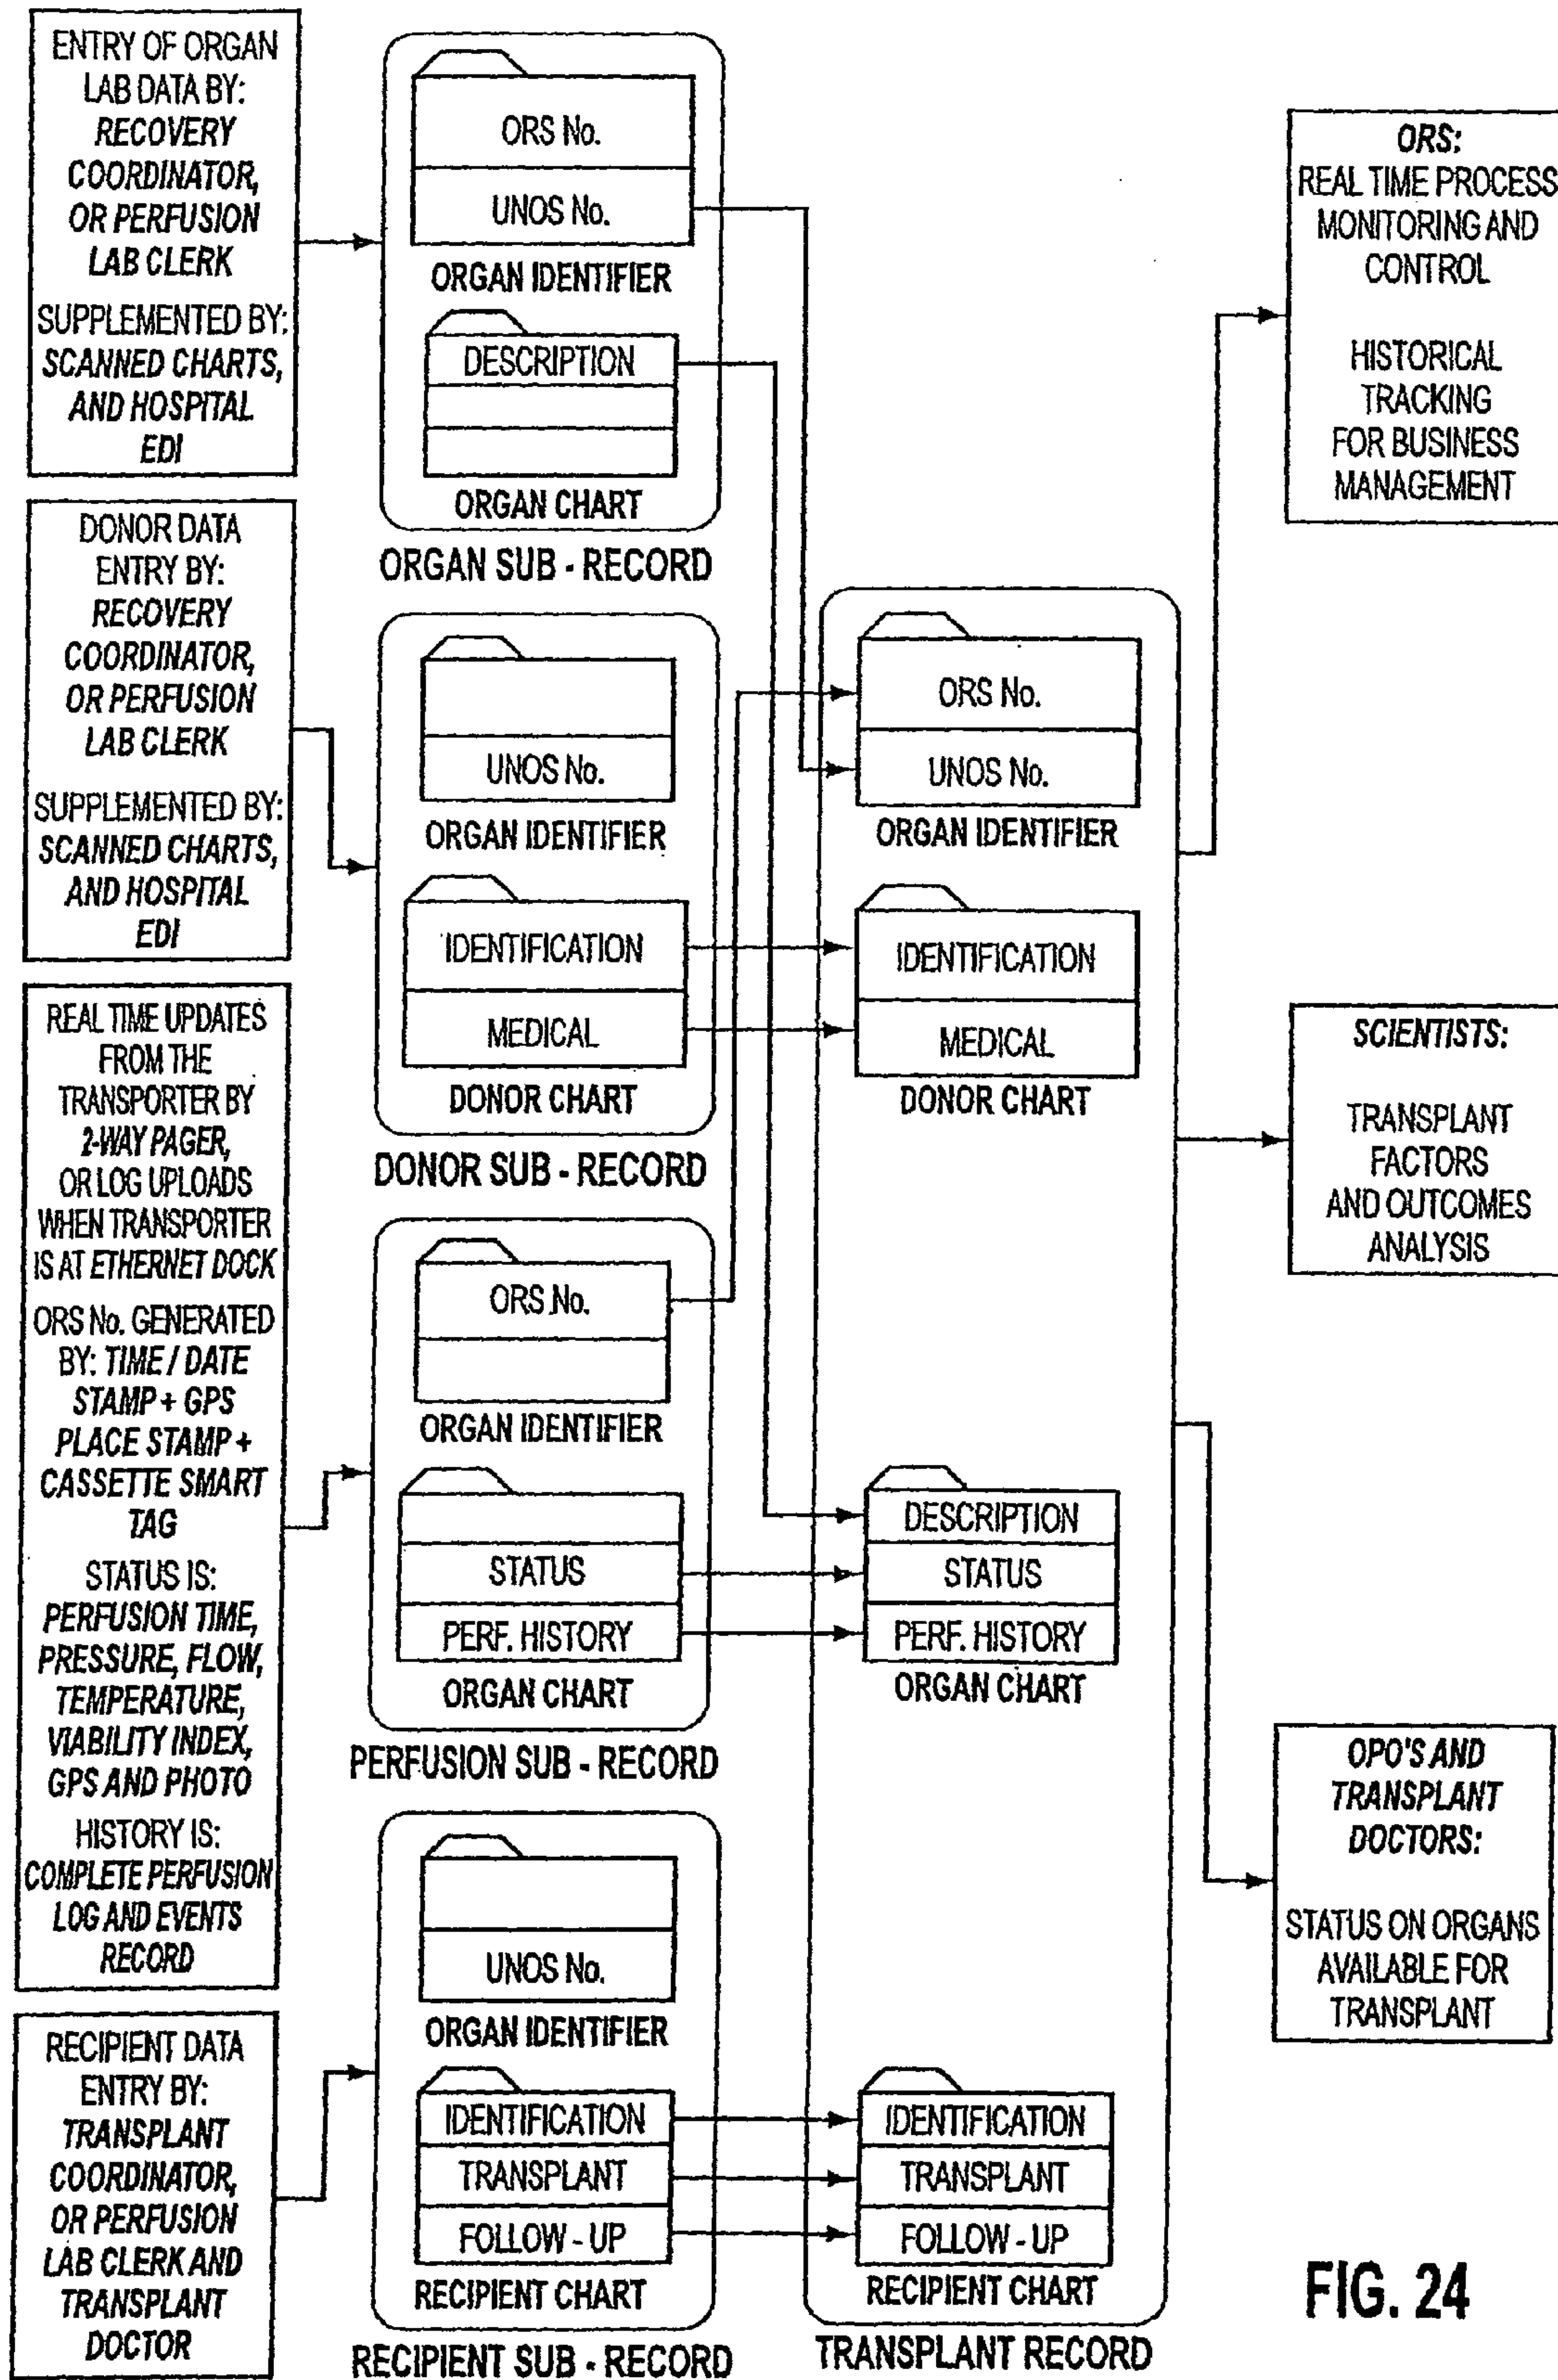 ENTRY OF ORGAN
LAB DATA BY:
RECOVERY
COORDINATOR,
OR PERFUSION
LAB CLERK
SUPPLEMENTED BY:
SCANNED CHARTS,
AND HOSPITAL
EDI
DONOR DATA
ENTRY BY:
RECOVERY
COORDINATOR,
OR PERFUSION
LAB CLERK
SUPPLEMENTED BY:
SCANNED CHARTS,
AND HOSPITAL
EDI
REAL TIME UPDATES
FROM THE
TRANSPORTER BY
2-WAY PAGER,
OR LOG UPLOADS
WHEN TRANSPORTER
IS AT ETHERNET DOCK
ORS No. GENERATED
BY: TIME / DATE
STAMP + GPS
PLACE STAMP +
CASSETTE SMART
TAG
STATUS IS:
PERFUSION TIME,
PRESSURE, FLOW,
TEMPERATURE,
VIABILITY INDEX,
GPS AND PHOTO
HISTORY IS:
COMPLETE PERFUSION
LOG AND EVENTS
RECORD
RECIPIENT DATA
ENTRY BY:
TRANSPLANT
COORDINATOR,
OR PERFUSION
LAB CLERK AND
TRANSPLANT
DOCTOR
ORS No.
UNOS No.
ORGAN IDENTIFIER
DESCRIPTION
ORGAN CHART
ORGAN SUB - RECORD
UNOS No.
ORGAN IDENTIFIER
IDENTIFICATION
MEDICAL
DONOR CHART
DONOR SUB - RECORD
ORS No.
ORGAN IDENTIFIER
STATUS
PERF. HISTORY
ORGAN CHART
PERFUSION SUB - RECORD
UNOS No.
ORGAN IDENTIFIER
IDENTIFICATION
TRANSPLANT
FOLLOW - UP
RECIPIENT CHART
RECIPIENT SUB - RECORD
ORS No.
UNOS No.
ORGAN IDENTIFIER
IDENTIFICATION
MEDICAL
DONOR CHART
DESCRIPTION
STATUS
PERF. HISTORY
ORGAN CHART
IDENTIFICATION
TRANSPLANT
FOLLOW - UP
RECIPIENT CHART
TRANSPLANT RECORD
ORS:
REAL TIME PROCESS
MONITORING AND
CONTROL
HISTORICAL
TRACKING
FOR BUSINESS
MANAGEMENT
SCIENTISTS:
TRANSPLANT
FACTORS
AND OUTCOMES
ANALYSIS
OPO'S AND
TRANSPLANT
DOCTORS:
STATUS ON ORGANS
AVAILABLE FOR
TRANSPLANT
FIG. 24